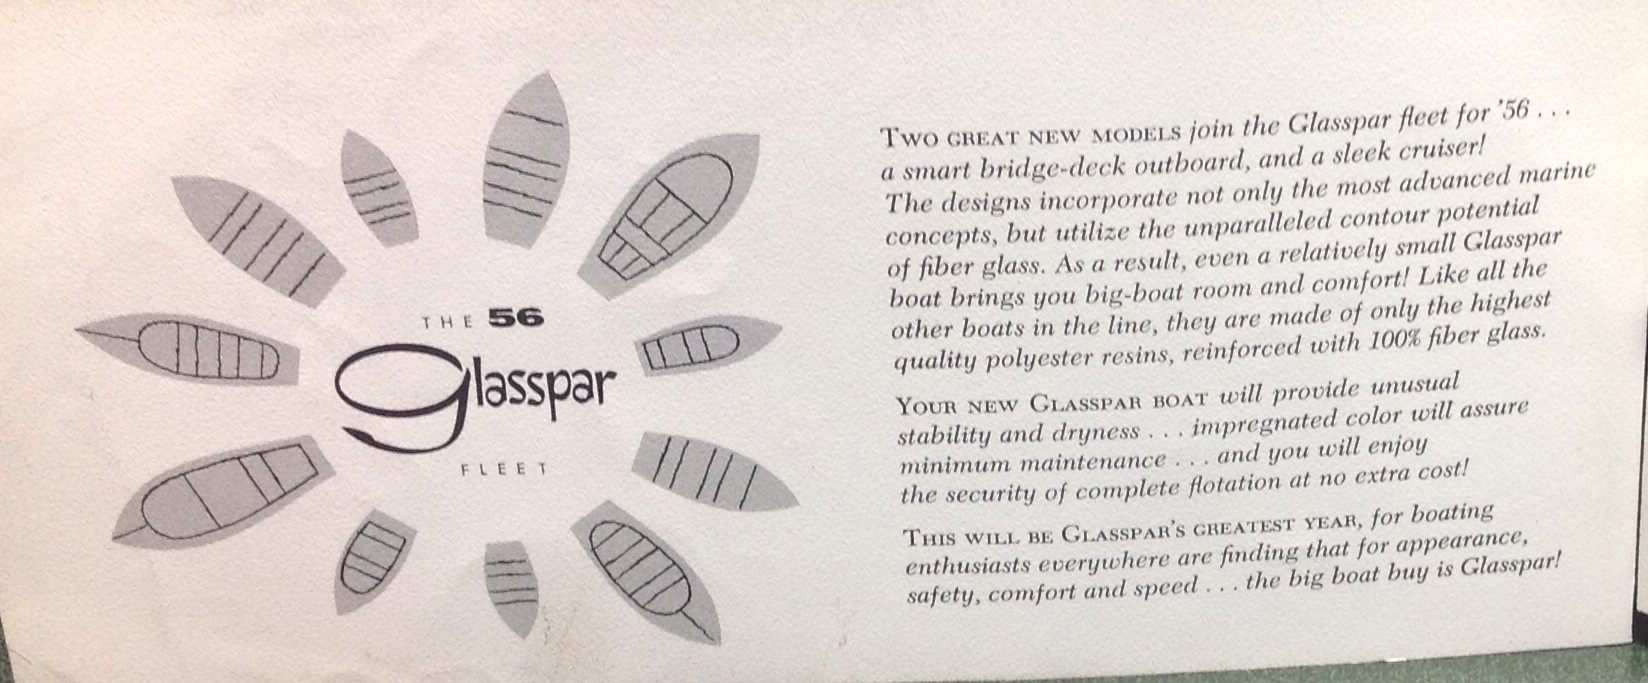 THE 56
Glasspar
FLEET
TWO GREAT NEW MODELS join the Glasspar fleet for '56 . . .
a smart bridge-deck outboard, and a sleek cruiser!
The designs incorporate not only the most advanced marine
concepts, but utilize the unparalleled contour potential
of fiber glass. As a result, even a relatively small Glasspar
boat brings you big-boat room and comfort! Like all the
other boats in the line, they are made of only the highest
quality polyester resins, reinforced with 100% fiber glass.
YOUR NEW GLASSPAR BOAT will provide unusual
stability and dryness . . . impregnated color will assure
minimum maintenance . . . and you will enjoy
the security of complete flotation at no extra cost!
THIS WILL BE GLASSPAR'S GREATEST YEAR, for boating
enthusiasts everywhere are finding that for appearance,
safety, comfort and speed . . . the big boat buy is Glasspar!